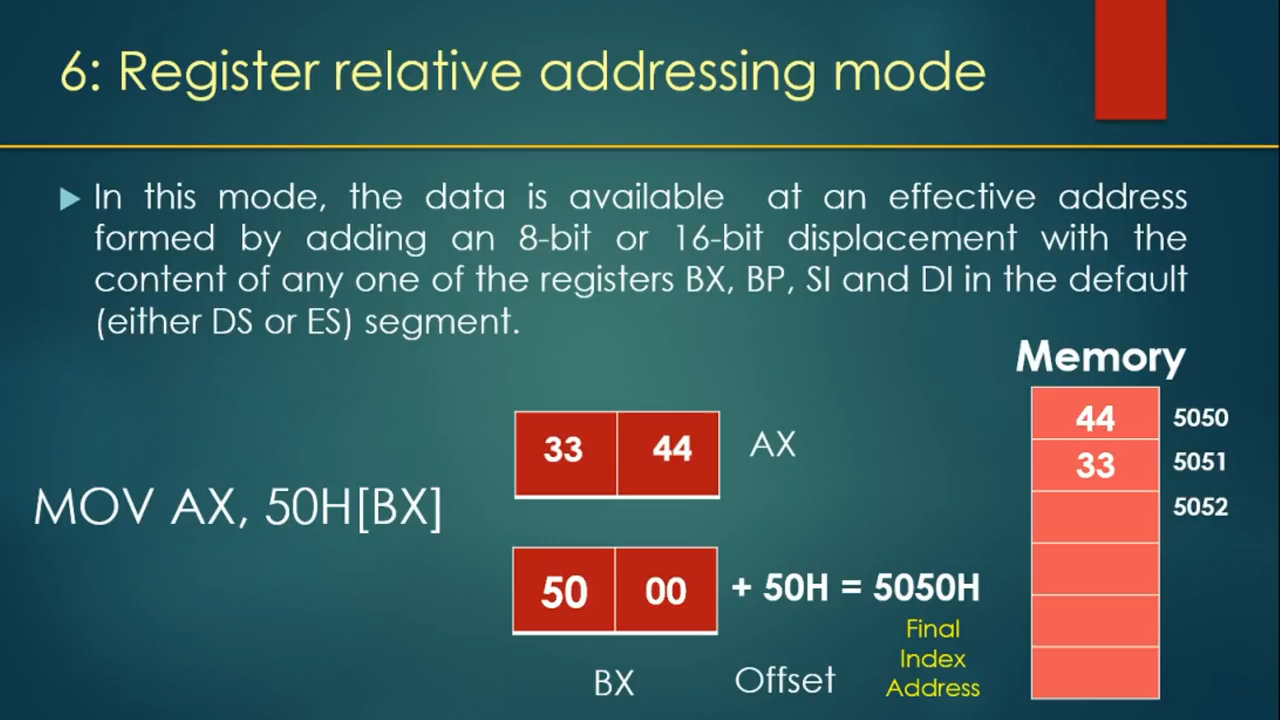 6: Register relative addressing mode
In this mode, the data is available at an effective address
formed by adding an 8-bit or 16-bit displacement with the
content of any one of the registers BX, BP, SI and DI in the default
(either DS or ES) segment.
Memory
44 5050
33 44 AX
33 5051
MOV AX, 50H[BX]
5052
50 00 + 50H = 5050H
Final
Index
Address
BX Offset